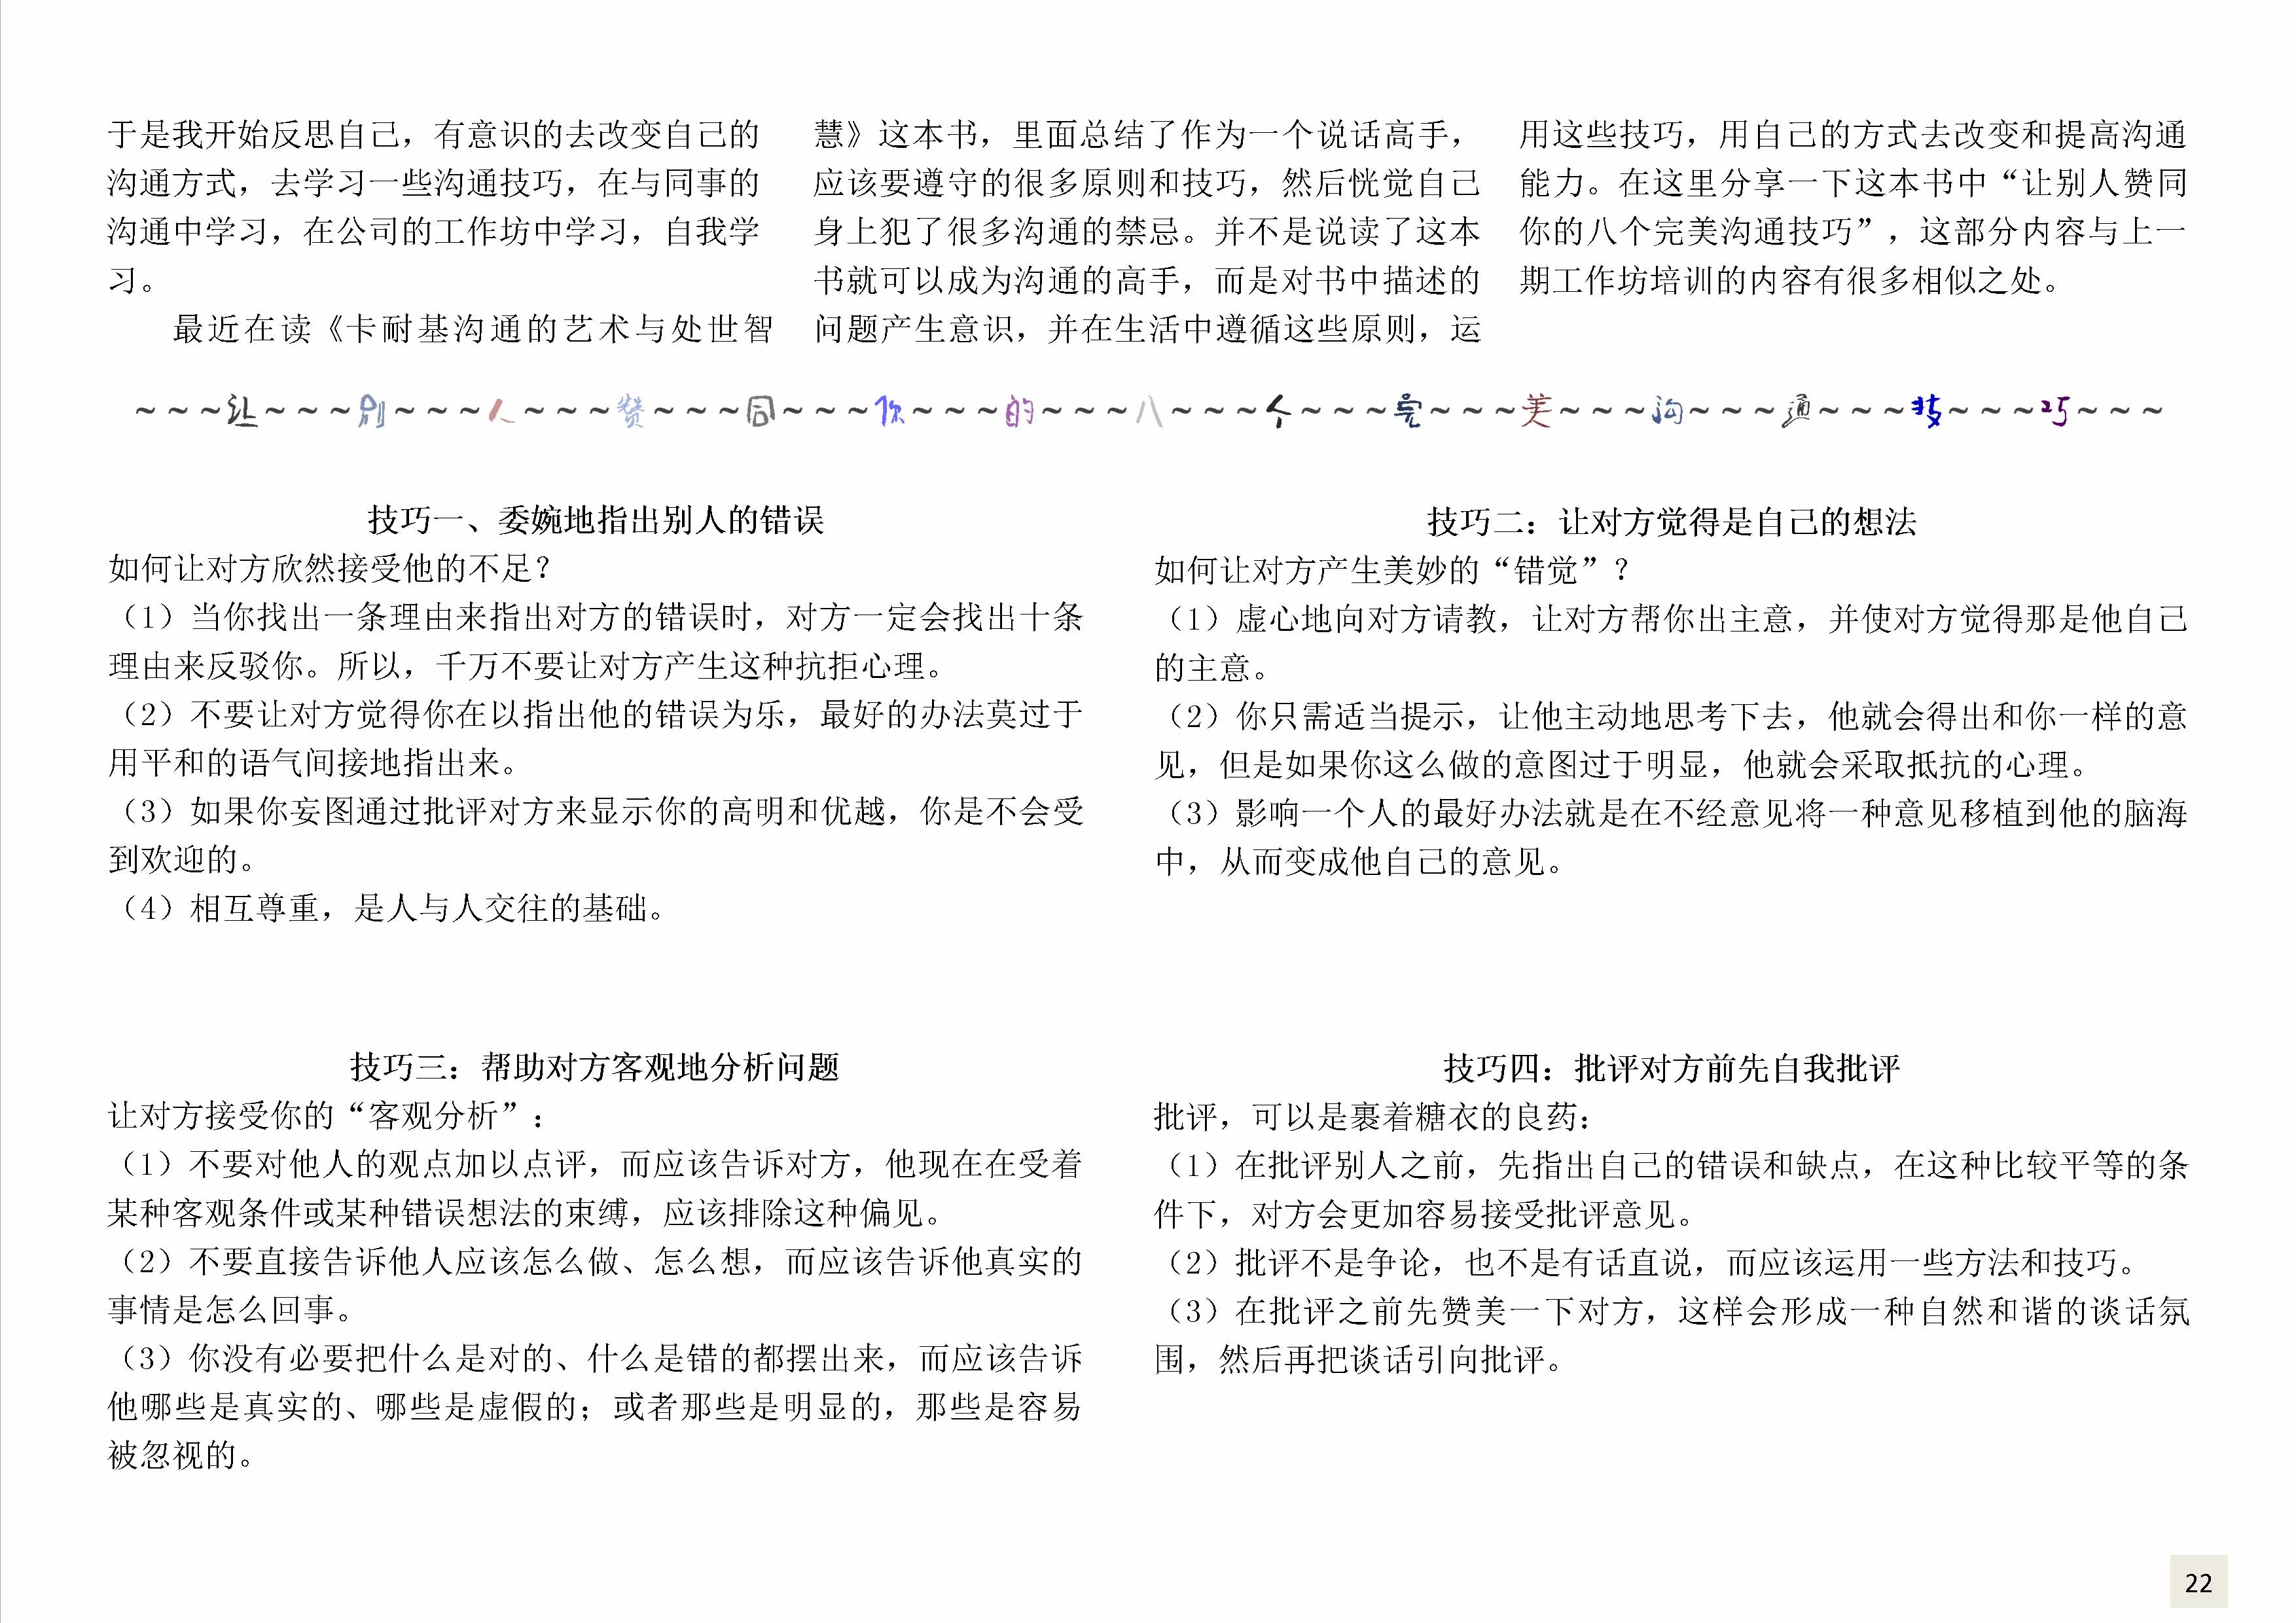 于是我开始反思自己，有意识的去改变自己的
沟通方式，去学习一些沟通技巧，在与同事的
沟通中学习，在公司的工作坊中学习，自我学
习。
最近在读《卡耐基沟通的艺术与处世智
慧》这本书，里面总结了作为一个说话高手，
应该要遵守的很多原则和技巧，然后恍觉自己
身上犯了很多沟通的禁忌。并不是说读了这本
书就可以成为沟通的高手，而是对书中描述的
问题产生意识，并在生活中遵循这些原则，运
用这些技巧，用自己的方式去改变和提高沟通
能力。在这里分享一下这本书中“让别人赞同
你的八个完美沟通技巧”，这部分内容与上一
期工作坊培训的内容有很多相似之处。
~~~让~~~别~~~人~~~赞~~~同~~~你~~~的~~~八~~~个~~~完~~~美~~~沟~~~通~~~技~~~巧~~~
技巧一、委婉地指出别人的错误
如何让对方欣然接受他的不足？
（1）当你找出一条理由来指出对方的错误时，对方一定会找出十条
理由来反驳你。所以，千万不要让对方产生这种抗拒心理。
（2）不要让对方觉得你在以指出他的错误为乐，最好的办法莫过于
用平和的语气间接地指出来。
（3）如果你妄图通过批评对方来显示你的高明和优越，你是不会受
到欢迎的。
（4）相互尊重，是人与人交往的基础。
技巧二：让对方觉得是自己的想法
如何让对方产生美妙的“错觉”？
（1）虚心地向对方请教，让对方帮你出主意，并使对方觉得那是他自己
的主意。
（2）你只需适当提示，让他主动地思考下去，他就会得出和你一样的意
见，但是如果你这么做的意图过于明显，他就会采取抵抗的心理。
（3）影响一个人的最好办法就是在不经意见将一种意见移植到他的脑海
中，从而变成他自己的意见。
技巧三：帮助对方客观地分析问题
让对方接受你的“客观分析”：
（1）不要对他人的观点加以点评，而应该告诉对方，他现在在受着
某种客观条件或某种错误想法的束缚，应该排除这种偏见。
（2）不要直接告诉他人应该怎么做、怎么想，而应该告诉他真实的
事情是怎么回事。
（3）你没有必要把什么是对的、什么是错的都摆出来，而应该告诉
他哪些是真实的、哪些是虚假的；或者那些是明显的，那些是容易
被忽视的。
技巧四：批评对方前先自我批评
批评，可以是裹着糖衣的良药：
（1）在批评别人之前，先指出自己的错误和缺点，在这种比较平等的条
件下，对方会更加容易接受批评意见。
（2）批评不是争论，也不是有话直说，而应该运用一些方法和技巧。
（3）在批评之前先赞美一下对方，这样会形成一种自然和谐的谈话氛
围，然后再把谈话引向批评。
22